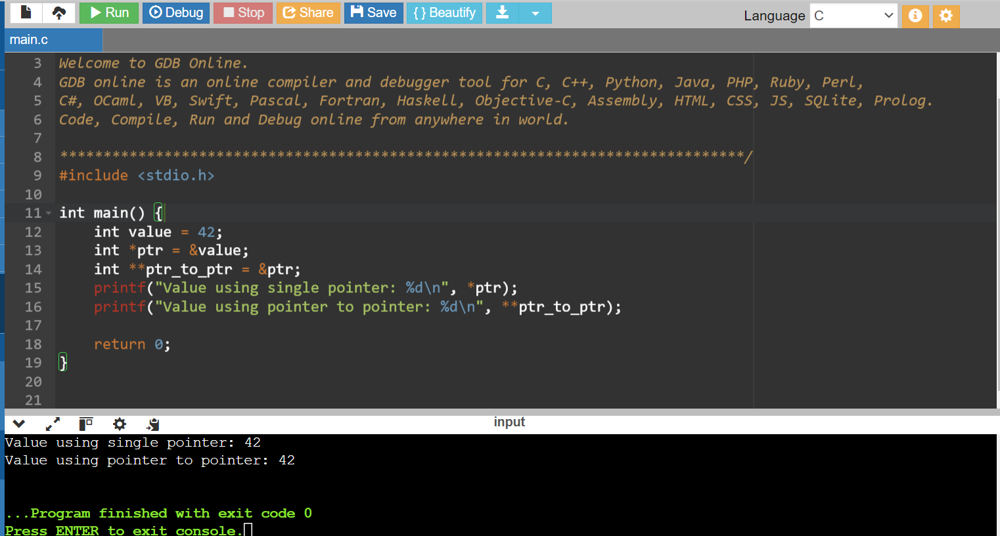 Run Debug Stop Share Save {} Beautify Language C
main.c
3 Welcome to GDB Online.
4 GDB online is an online compiler and debugger tool for C, C++, Python, Java, PHP, Ruby, Perl,
5 C#, OCaml, VB, Swift, Pascal, Fortran, Haskell, Objective-C, Assembly, HTML, CSS, JS, SQLite, Prolog.
6 Code, Compile, Run and Debug online from anywhere in world.
7
8 *******************************************************************************/
9 #include <stdio.h>
10
11 int main() {
12     int value = 42;
13     int *ptr = &value;
14     int **ptr_to_ptr = &ptr;
15     printf("Value using single pointer: %d\n", *ptr);
16     printf("Value using pointer to pointer: %d\n", **ptr_to_ptr);
17
18     return 0;
19 }
20
21
input
Value using single pointer: 42
Value using pointer to pointer: 42
...Program finished with exit code 0
Press ENTER to exit console.